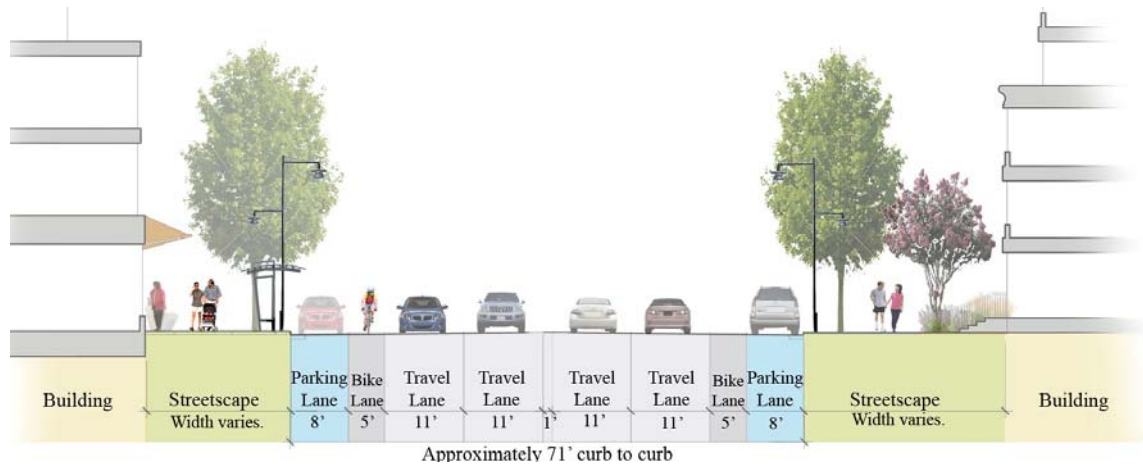 Building
Streetscape
Width varies.
Parking
Lane
8’
Bike
Lane
5’
Travel
Lane
11’
Travel
Lane
11’
1’
Travel
Lane
11’
Travel
Lane
11’
Bike
Lane
5’
Parking
Lane
8’
Streetscape
Width varies.
Building
Approximately 71’ curb to curb